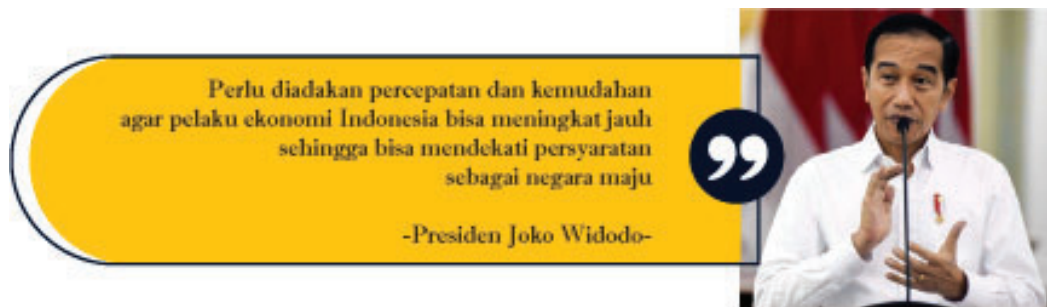 Perlu diadakan percepatan dan kemudahan
agar pelaku ekonomi Indonesia bisa meningkat jauh
sehingga bisa mendekati persyaratan
sebagai negara maju
-Presiden Joko Widodo-